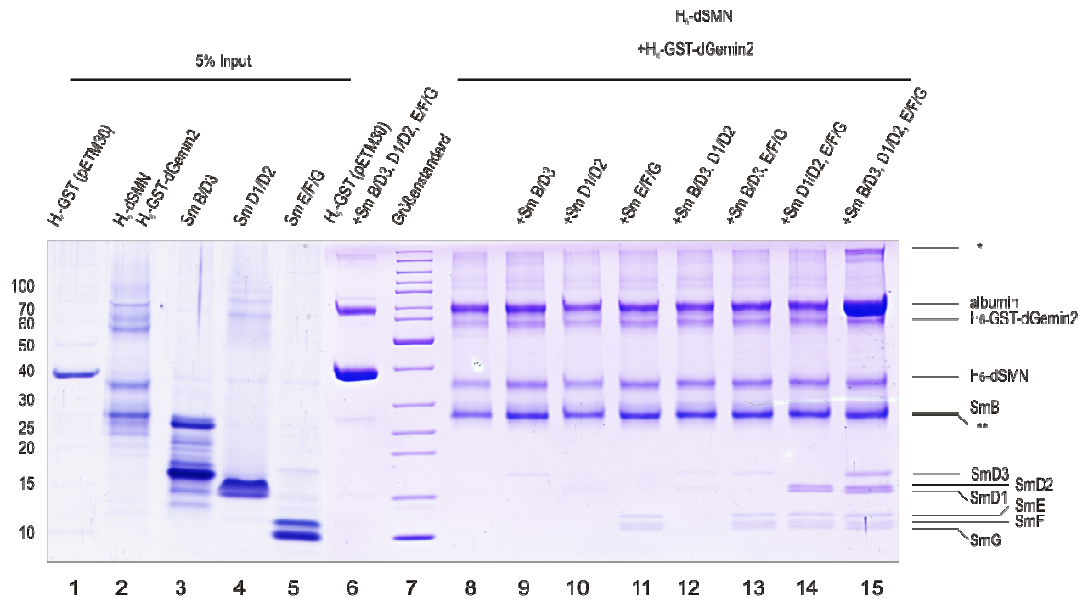 H₆-dSMN
+H₆-GST-dGemin2
5% Input
H₆-GST (pETM30)
H₆-dSMN
H₆-GST-dGemin2
Sm B/D3
Sm D1/D2
Sm E/F/G
H₆-GST (pETM30)
+Sm B/D3, D1/D2, E/F/G
Größenstandard
+Sm B/D3
+Sm D1/D2
+Sm E/F/G
+Sm B/D3, D1/D2
+Sm B/D3, E/F/G
+Sm D1/D2, E/F/G
+Sm B/D3, D1/D2, E/F/G
100
70
60
50
40
30
25
20
15
10
*
albumin
H6-GST-dGemin2
H6-dSMN
SmB
**
SmD3
SmD2
SmD1
SmE
SmF
SmG
1 2 3 4 5 6 7 8 9 10 11 12 13 14 15